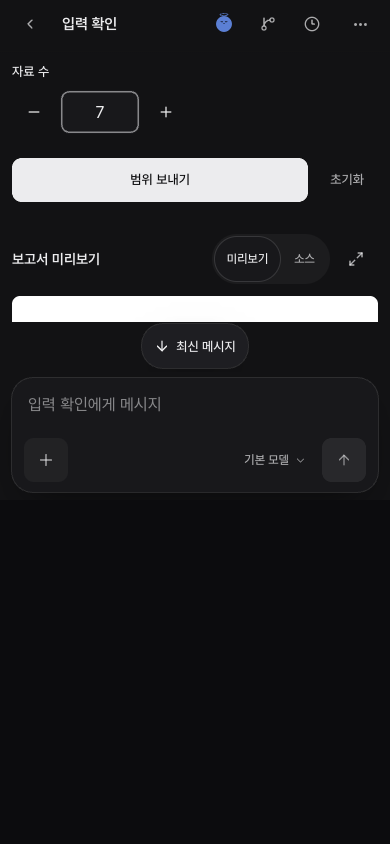 입력 확인
자료 수
7
범위 보내기
초기화
보고서 미리보기
미리보기
소스
최신 메시지
입력 확인에게 메시지
기본 모델